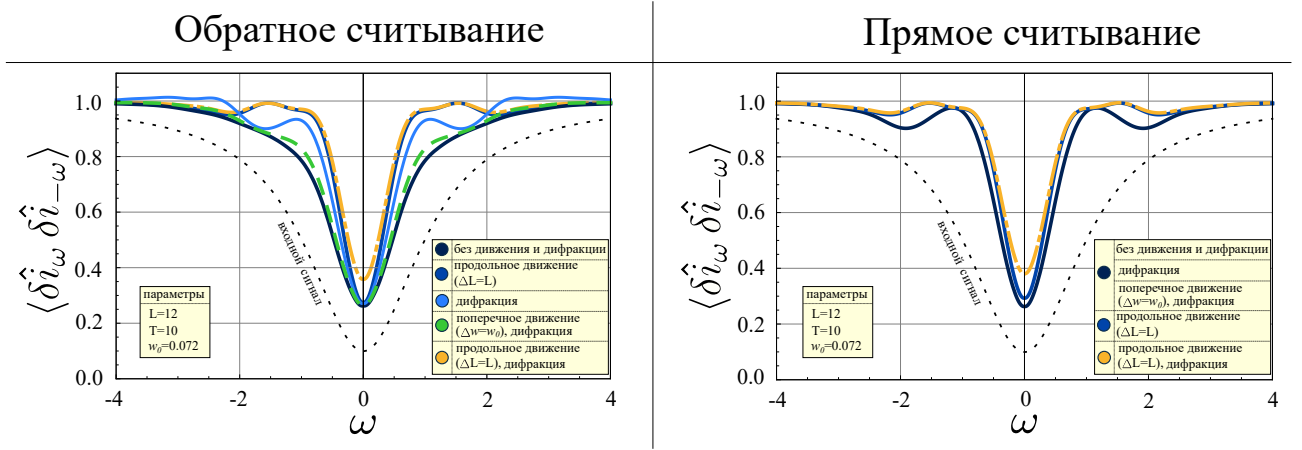 Обратное считывание
Прямое считывание
1.0
0.8
0.6
0.4
0.2
0.0
-4
-2
0
2
4
ω
⟨δî_ω δî_−ω⟩
входной сигнал
параметры
L=12
T=10
w₀=0.072
без дивжения и дифракции
продольное движение
(ΔL=L)
дифракция
поперечное движение
(Δw=w₀), дифракция
продольное движение
(ΔL=L), дифракция
1.0
0.8
0.6
0.4
0.2
0.0
-4
-2
0
2
4
ω
⟨δî_ω δî_−ω⟩
входной сигнал
параметры
L=12
T=10
w₀=0.072
без дивжения и дифракции
дифракция
поперечное движение
(Δw=w₀), дифракция
продольное движение
(ΔL=L)
продольное движение
(ΔL=L), дифракция